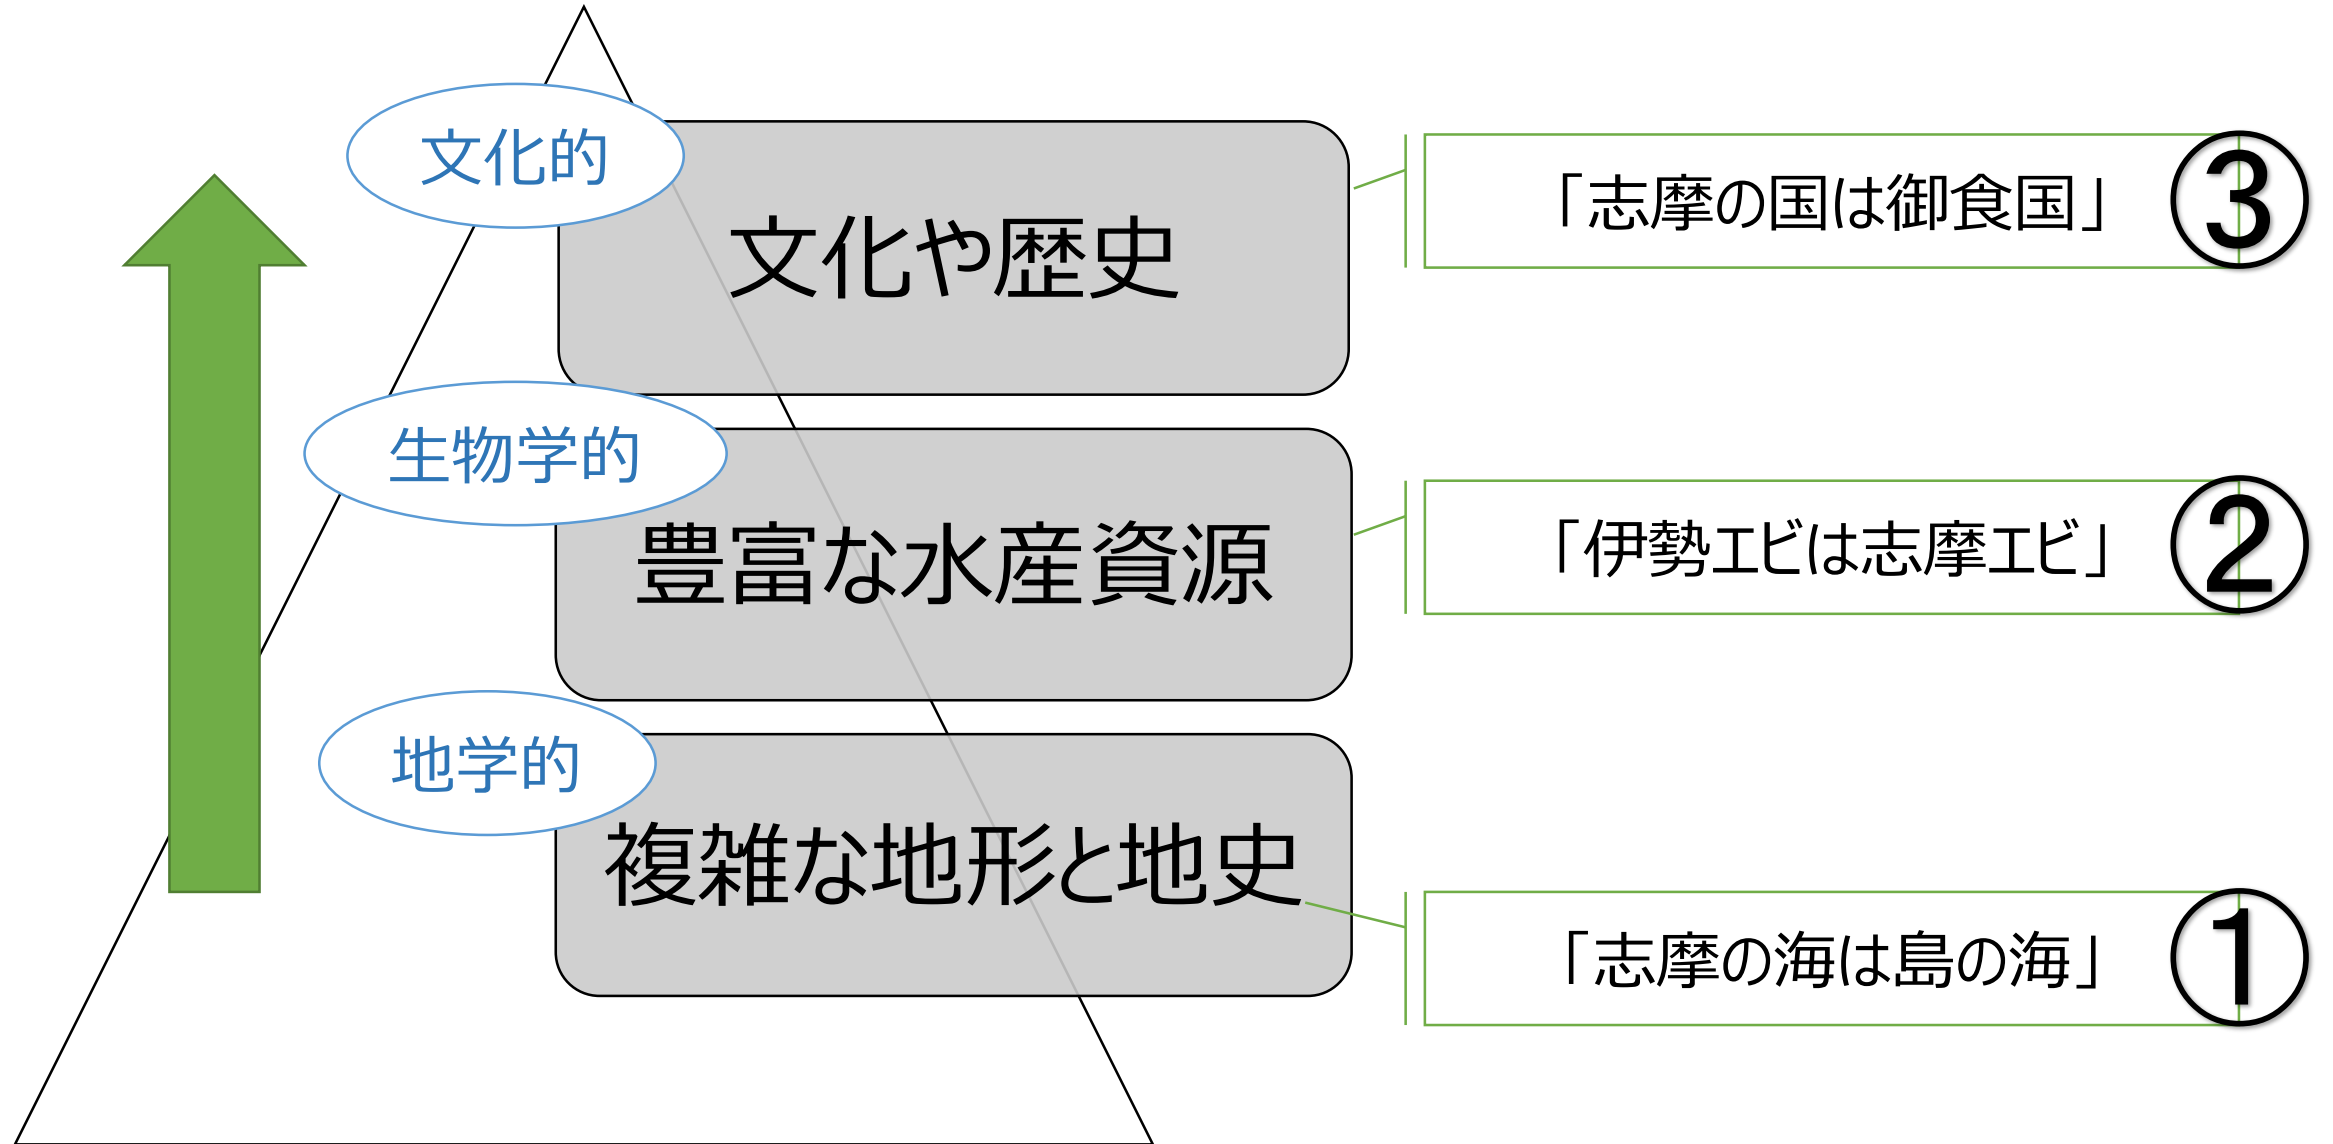 文化的
文化や歴史
「志摩の国は御食国」
③
生物学的
豊富な水産資源
「伊勢エビは志摩エビ」
②
地学的
複雑な地形と地史
「志摩の海は島の海」
①